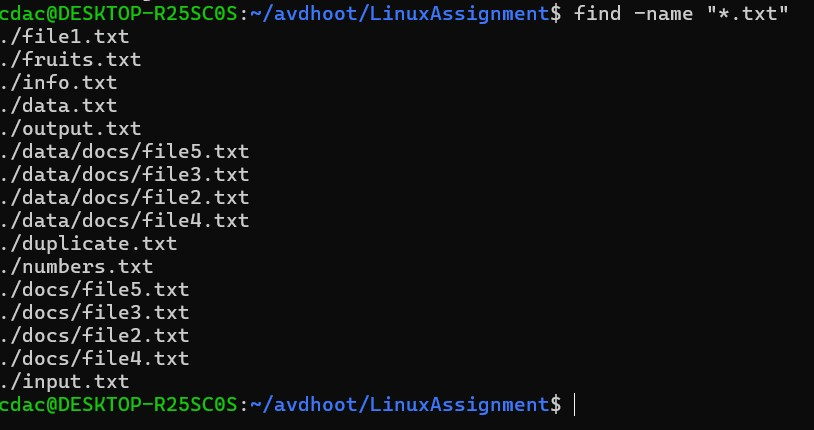 cdac@DESKTOP-R25SC0S:~/avdhoot/LinuxAssignment$ find -name "*.txt"
./file1.txt
./fruits.txt
./info.txt
./data.txt
./output.txt
./data/docs/file5.txt
./data/docs/file3.txt
./data/docs/file2.txt
./data/docs/file4.txt
./duplicate.txt
./numbers.txt
./docs/file5.txt
./docs/file3.txt
./docs/file2.txt
./docs/file4.txt
./input.txt
cdac@DESKTOP-R25SC0S:~/avdhoot/LinuxAssignment$